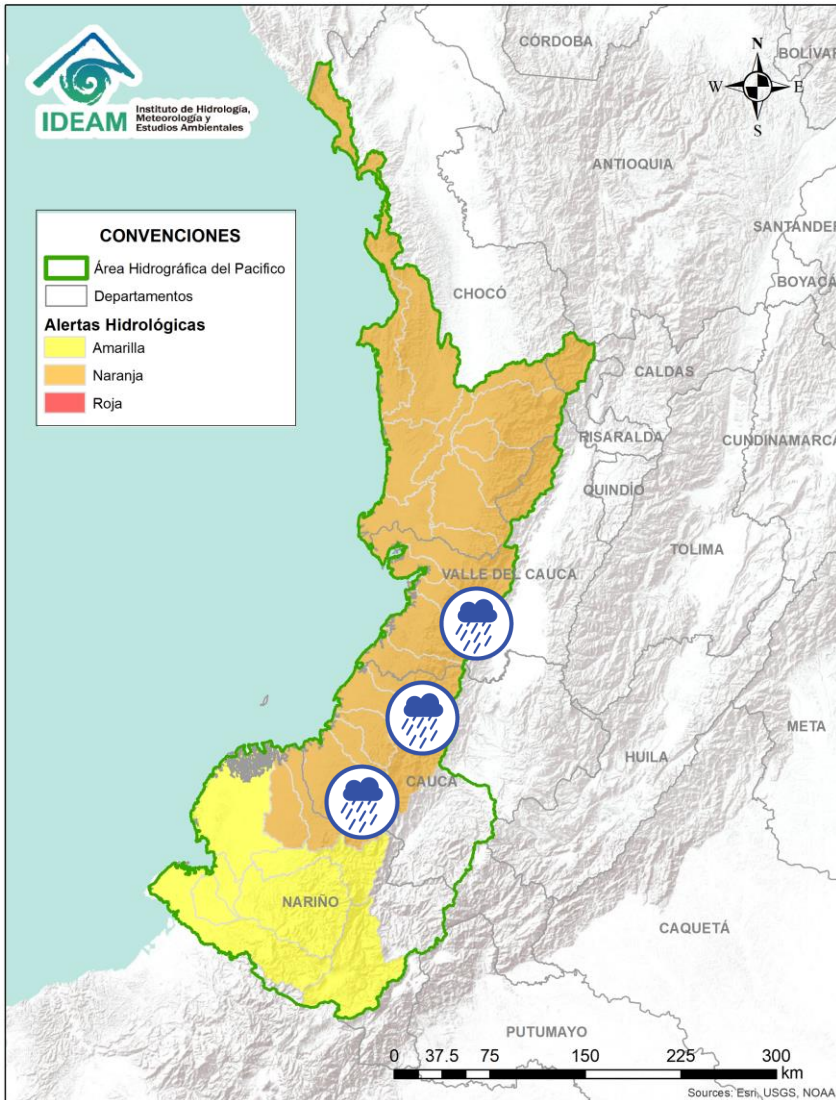 IDEAM
Instituto de Hidrología,
Meteorología y
Estudios Ambientales
CÓRDOBA
BOLÍVAR
N
W
E
S
ANTIOQUIA
SANTANDER
BOYACÁ
CONVENCIONES
Área Hidrográfica del Pacifico
Departamentos
Alertas Hidrológicas
Amarilla
Naranja
Roja
CHOCÓ
CALDAS
RISARALDA
CUNDINAMARCA
QUINDÍO
TOLIMA
VALLE DEL CAUCA
META
HUILA
CAUCA
NARIÑO
CAQUETÁ
PUTUMAYO
0 37.5 75 150 225 300
km
Sources: Esri, USGS, NOAA